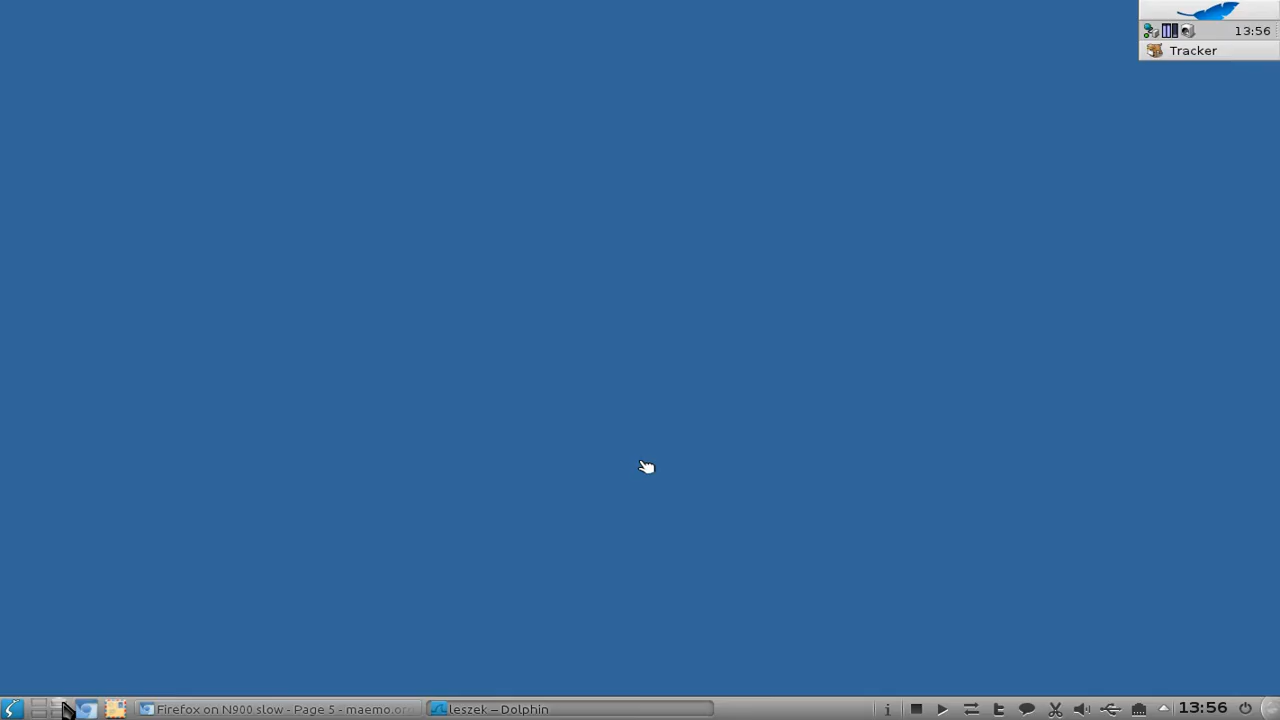 13:56
Tracker
Firefox on N900 slow - Page 5 - maemo.or
leszek – Dolphin
13:56